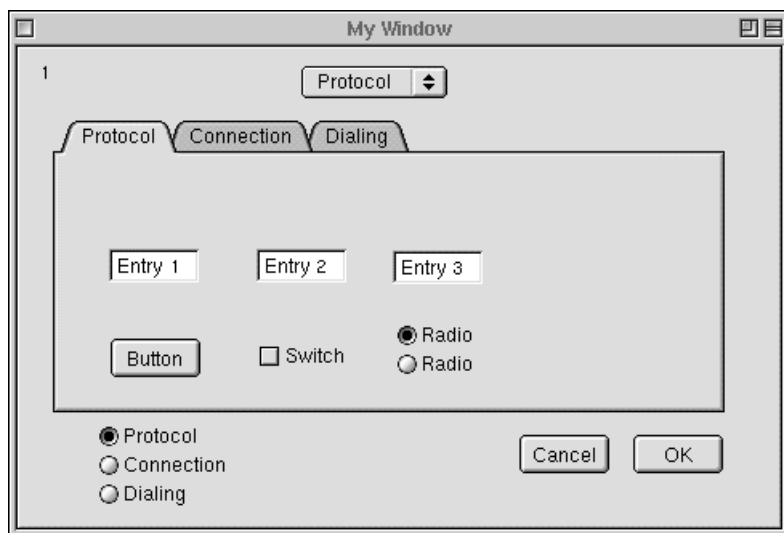 My Window
1
Protocol
Protocol Connection Dialing
Entry 1 Entry 2 Entry 3
Button Switch Radio
Radio
Protocol
Connection
Dialing
Cancel OK